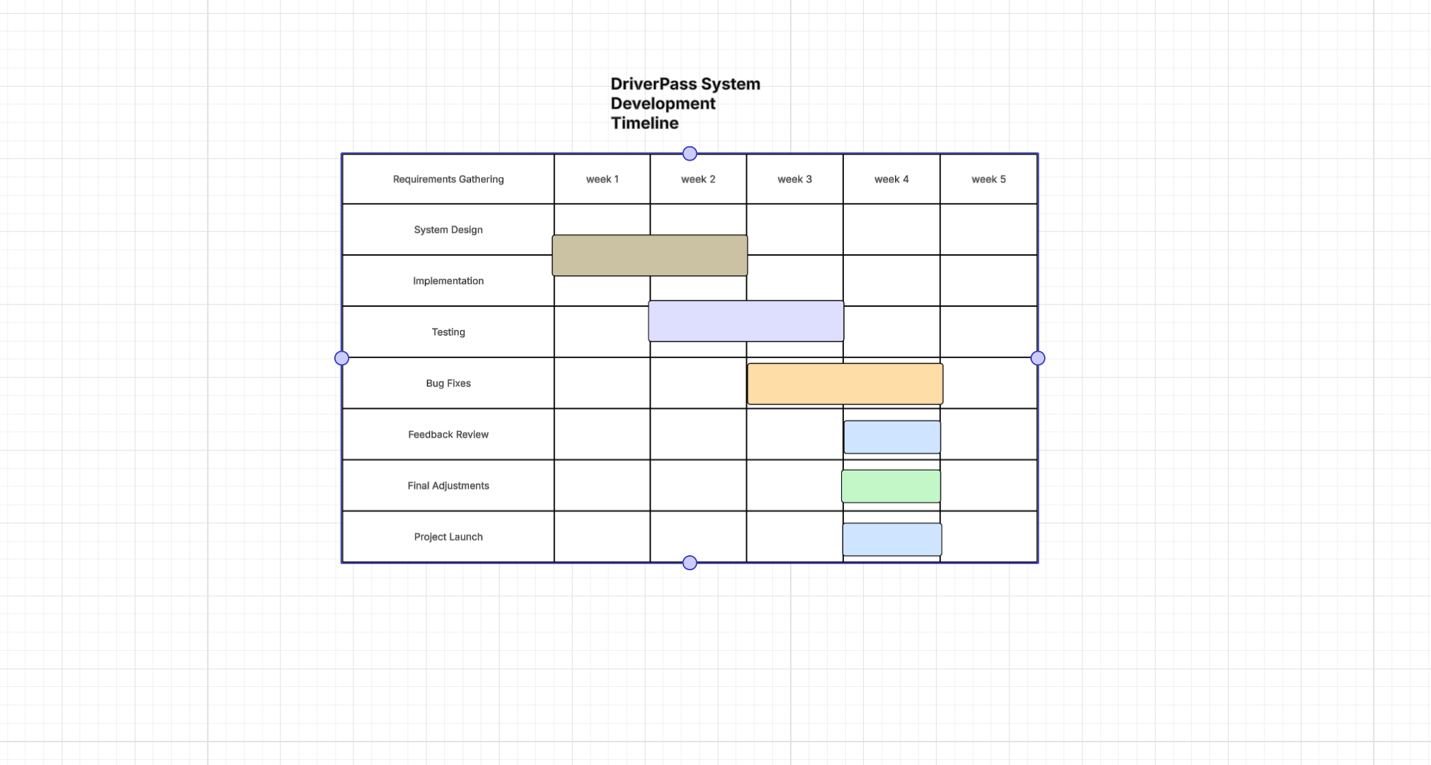 DriverPass System
Development
Timeline
Requirements Gathering week 1 week 2 week 3 week 4 week 5
System Design
Implementation
Testing
Bug Fixes
Feedback Review
Final Adjustments
Project Launch